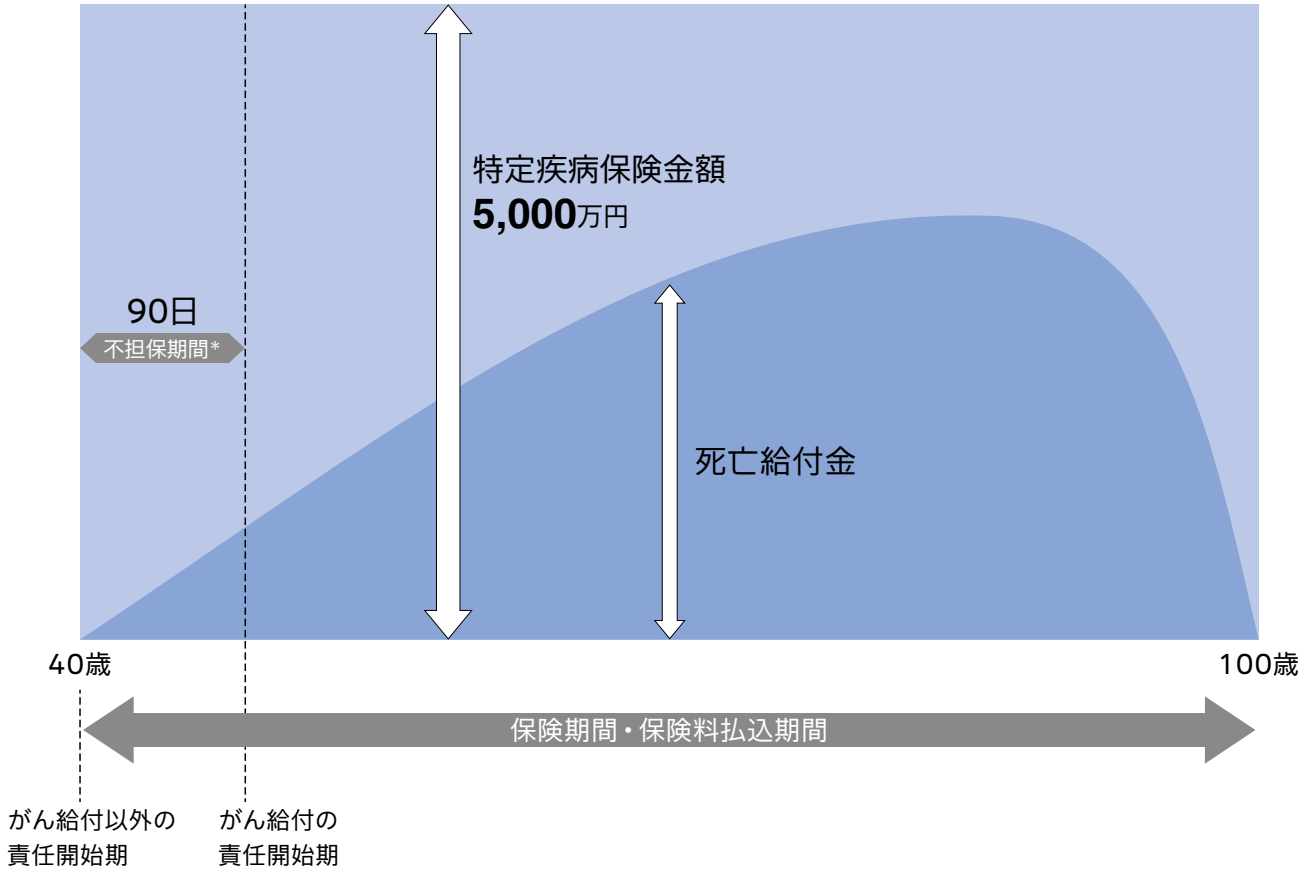 特定疾病保険金額
5,000万円
90日
不担保期間*
死亡給付金
40歳
100歳
保険期間・保険料払込期間
がん給付以外の
責任開始期
がん給付の
責任開始期